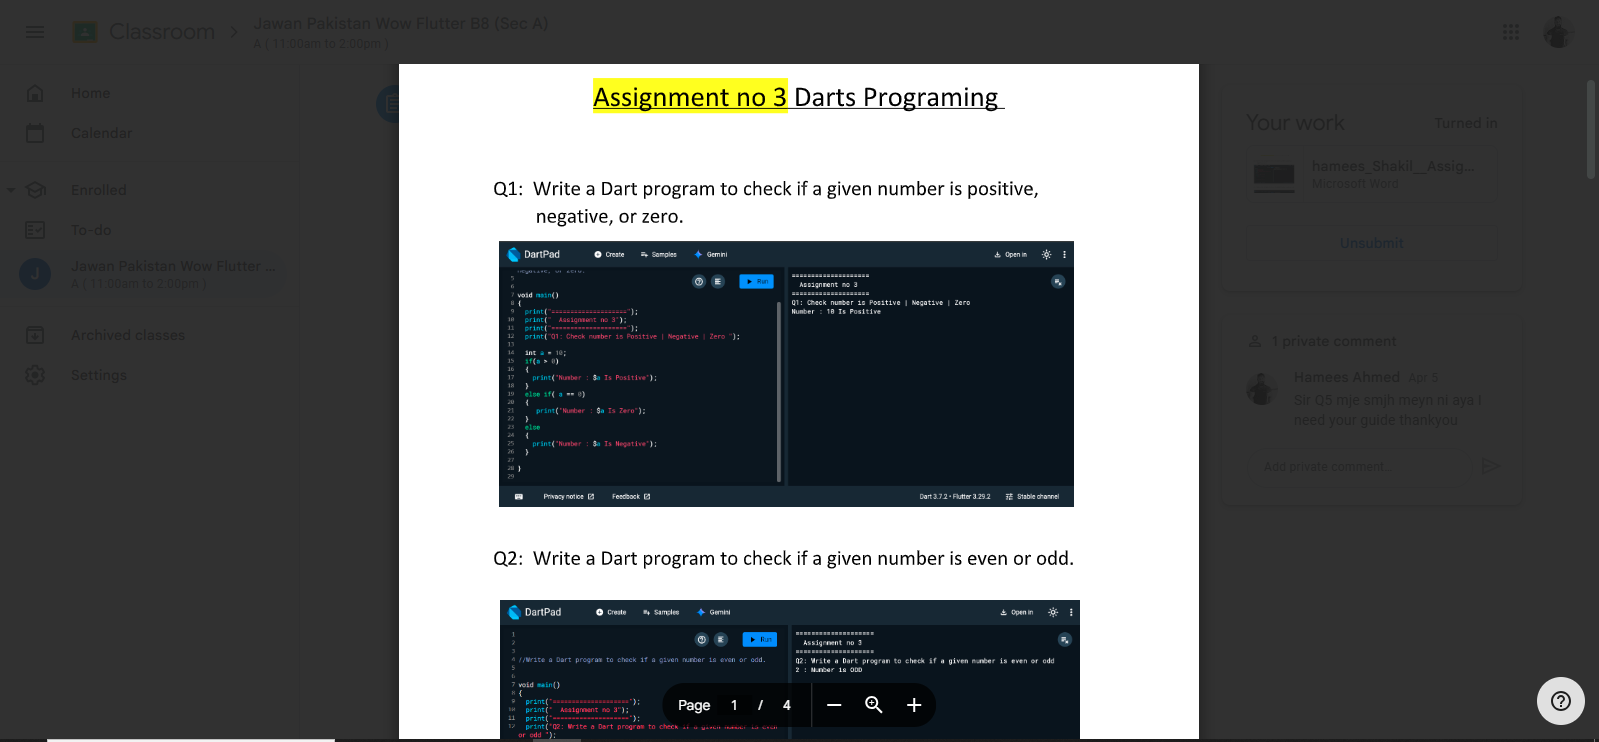 Classroom
Jawan Pakistan Wow Flutter B8 (Sec A)
A ( 11:00am to 2:00pm )
Home
Calendar
Enrolled
To-do
J
Jawan Pakistan Wow Flutter ...
A ( 11:00am to 2:00pm )
Archived classes
Settings
Assignment no 3 Darts Programing
Q1: Write a Dart program to check if a given number is positive,
negative, or zero.
DartPad Create Samples Gemini Open in
negative, or zero.
Run
5
6
7 void main()
8 {
9 print("====================");
10 print("  Assignment no 3");
11 print("====================");
12 print("Q1: Check number is Positive | Negative | Zero ");
13
14 int a = 10;
15 if(a > 0)
16 {
17 print("Number : $a Is Positive");
18 }
19 else if( a == 0)
20 {
21 print("Number : $a Is Zero");
22 }
23 else
24 {
25 print("Number : $a Is Negative");
26 }
27
28 }
29
====================
Assignment no 3
====================
Q1: Check number is Positive | Negative | Zero
Number : 10 Is Positive
Privacy notice Feedback Dart 3.7.2 • Flutter 3.29.2 Stable channel
Q2: Write a Dart program to check if a given number is even or odd.
DartPad Create Samples Gemini Open in
Run
1
2
3
4 //Write a Dart program to check if a given number is even or odd.
5
6
7 void main()
8 {
9 print("====================");
10 print("  Assignment no 3");
11 print("====================");
12 print("Q2: Write a Dart program to check if a given number is even
or odd ");
====================
Assignment no 3
====================
Q2: Write a Dart program to check if a given number is even or odd
2 : Number is ODD
Page 1 / 4
Your work
Turned in
hamees_Shakil__Assig...
Microsoft Word
Unsubmit
1 private comment
Hamees Ahmed Apr 5
Sir Q5 mje smjh meyn ni aya I
need your guide thankyou
Add private comment...